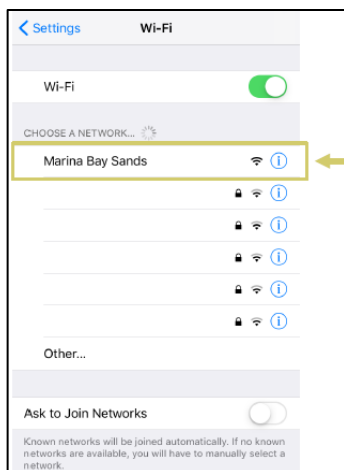 Settings Wi-Fi
Wi-Fi
CHOOSE A NETWORK...
Marina Bay Sands
Other...
Ask to Join Networks
Known networks will be joined automatically. If no known
networks are available, you will have to manually select a
network.